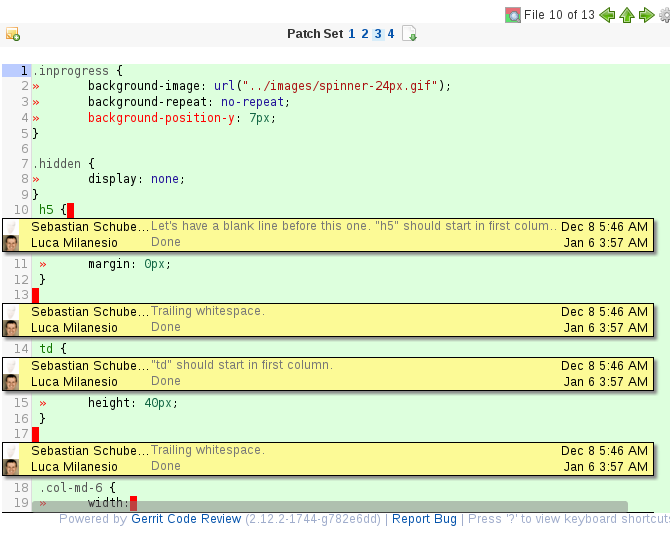 File 10 of 13
Patch Set 1 2 3 4
1 .inprogress {
2 » background-image: url("../images/spinner-24px.gif");
3 » background-repeat: no-repeat;
4 » background-position-y: 7px;
5 }
6
7 .hidden {
8 » display: none;
9 }
10 h5 {
Sebastian Schube... Let's have a blank line before this one. "h5" should start in first colum... Dec 8 5:46 AM
Luca Milanesio Done Jan 6 3:57 AM
11 » margin: 0px;
12 }
13
Sebastian Schube... Trailing whitespace. Dec 8 5:46 AM
Luca Milanesio Done Jan 6 3:57 AM
14 td {
Sebastian Schube... "td" should start in first column. Dec 8 5:46 AM
Luca Milanesio Done Jan 6 3:57 AM
15 » height: 40px;
16 }
17
Sebastian Schube... Trailing whitespace. Dec 8 5:46 AM
Luca Milanesio Done Jan 6 3:57 AM
18 .col-md-6 {
19 » width:
Powered by Gerrit Code Review (2.12.2-1744-g782e6dd) | Report Bug | Press '?' to view keyboard shortcuts